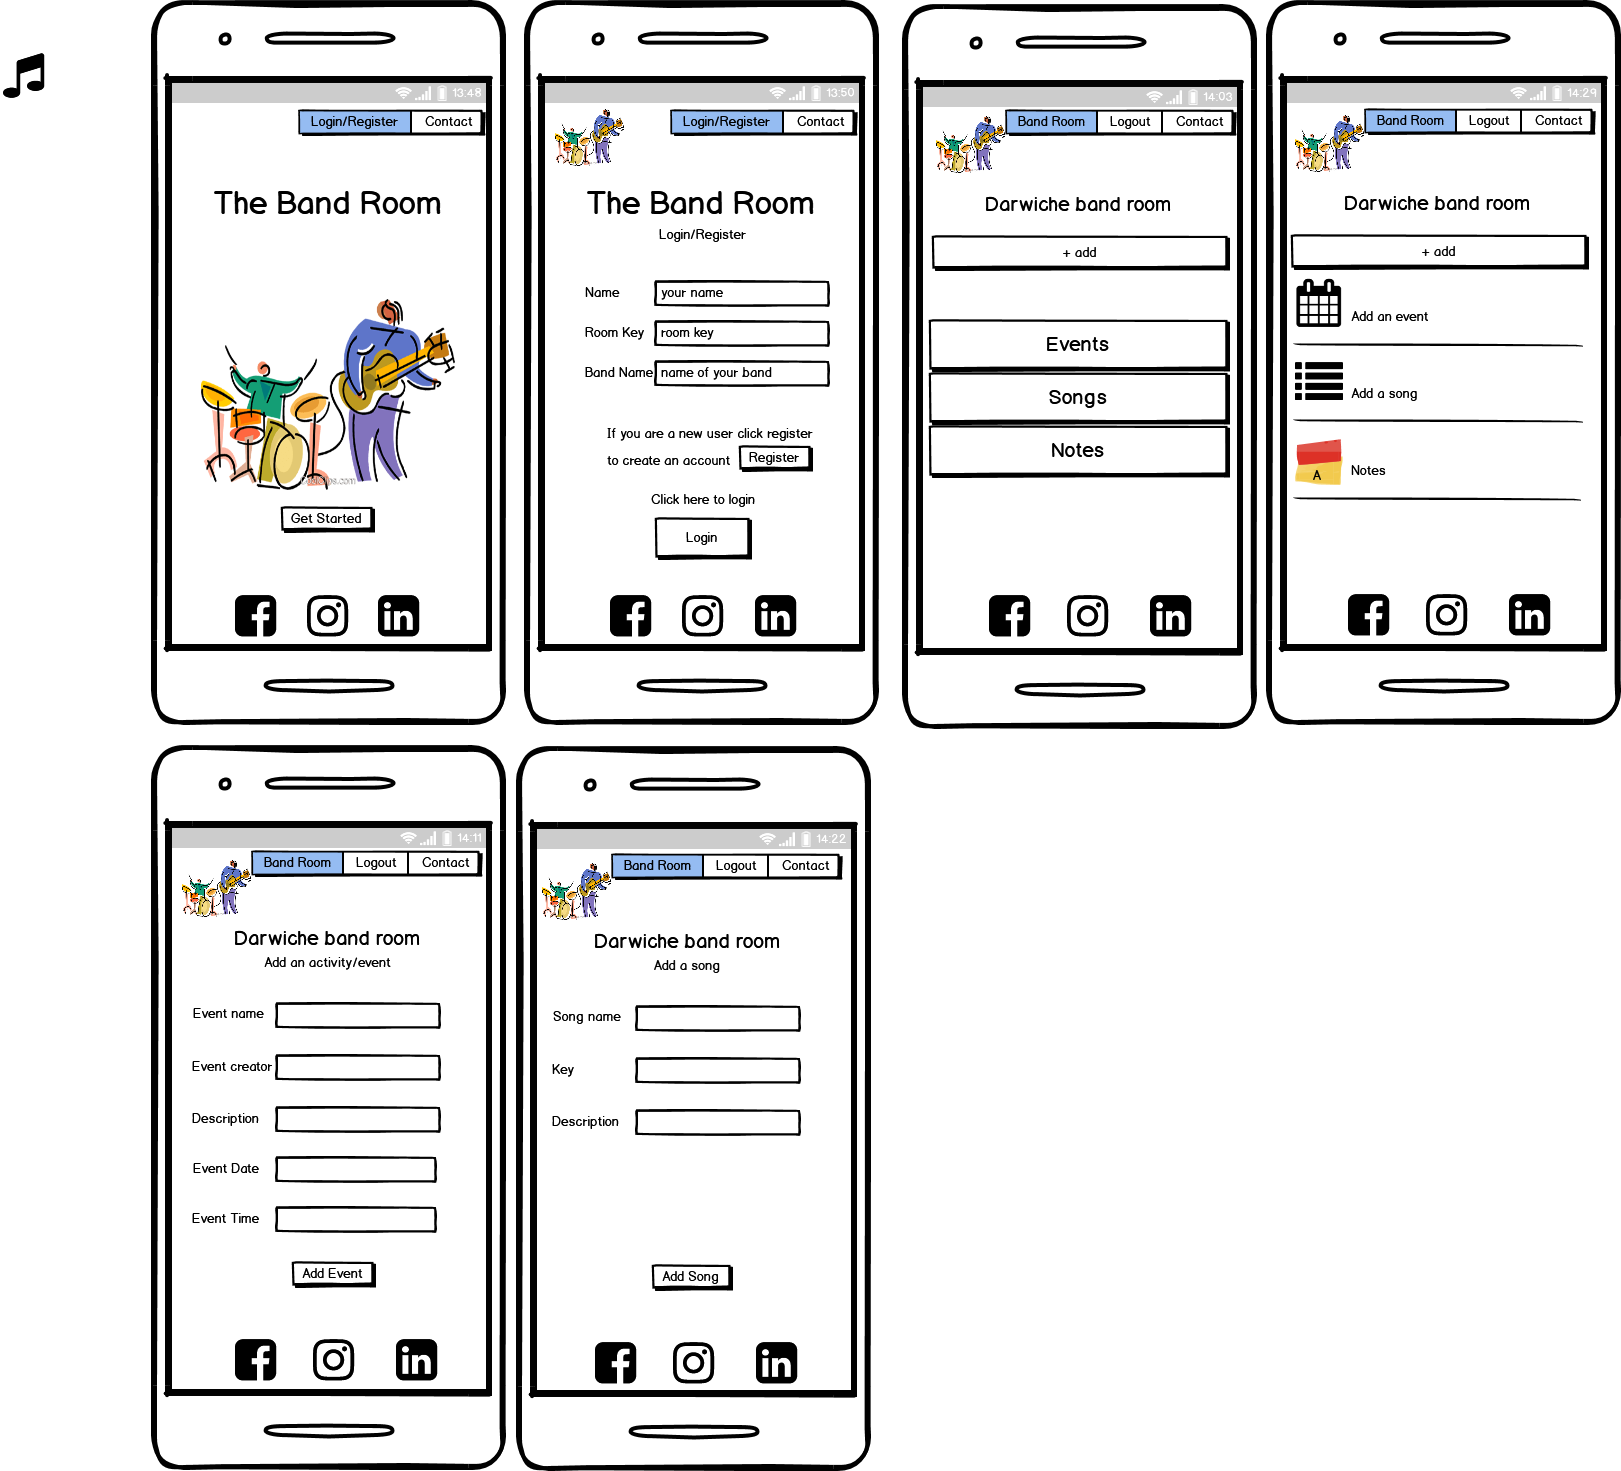 13:48
Login/Register Contact
The Band Room
Get Started
13:50
Login/Register Contact
The Band Room
Login/Register
Name your name
Room Key room key
Band Name name of your band
If you are a new user click register
to create an account Register
Click here to login
Login
14:03
Band Room Logout Contact
Darwiche band room
+ add
Events
Songs
Notes
14:29
Band Room Logout Contact
Darwiche band room
+ add
Add an event
Add a song
A
Notes
14:11
Band Room Logout Contact
Darwiche band room
Add an activity/event
Event name
Event creator
Description
Event Date
Event Time
Add Event
14:22
Band Room Logout Contact
Darwiche band room
Add a song
Song name
Key
Description
Add Song